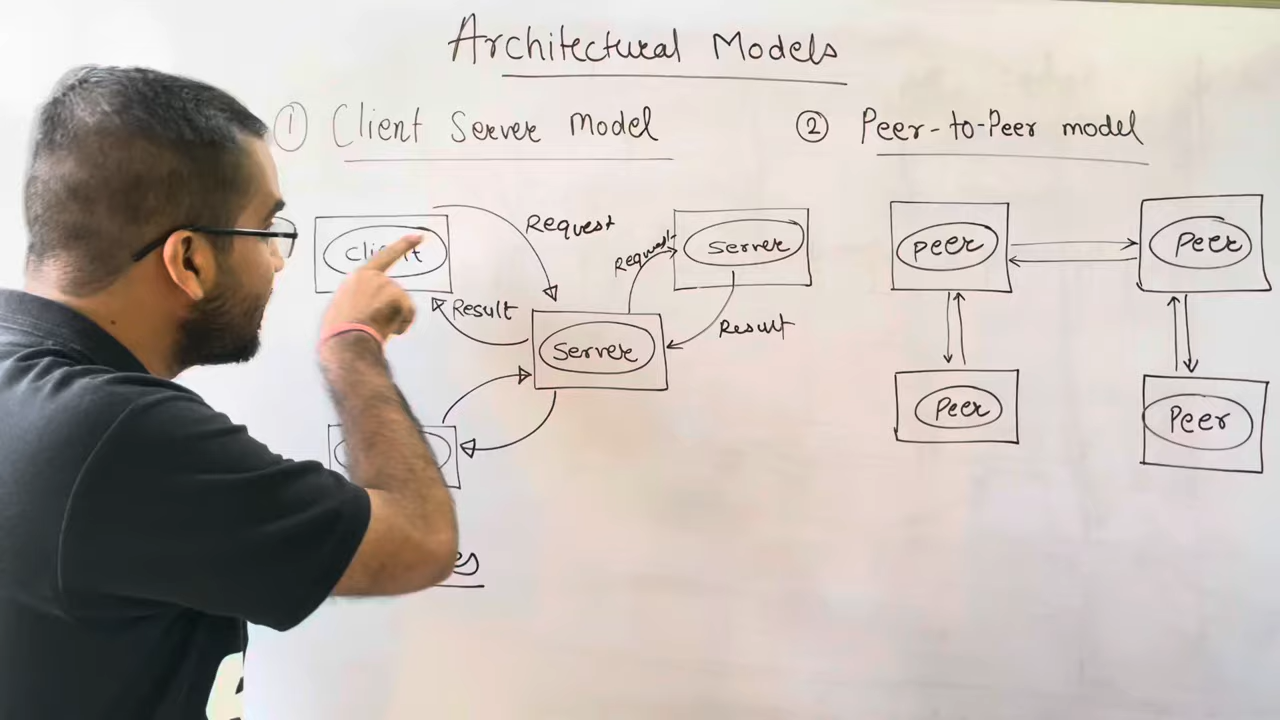 Architectural Models
① Client Server Model
Client
Request
Result
Server
Request
Server
Result
② Peer-to-Peer model
Peer
Peer
Peer
Peer